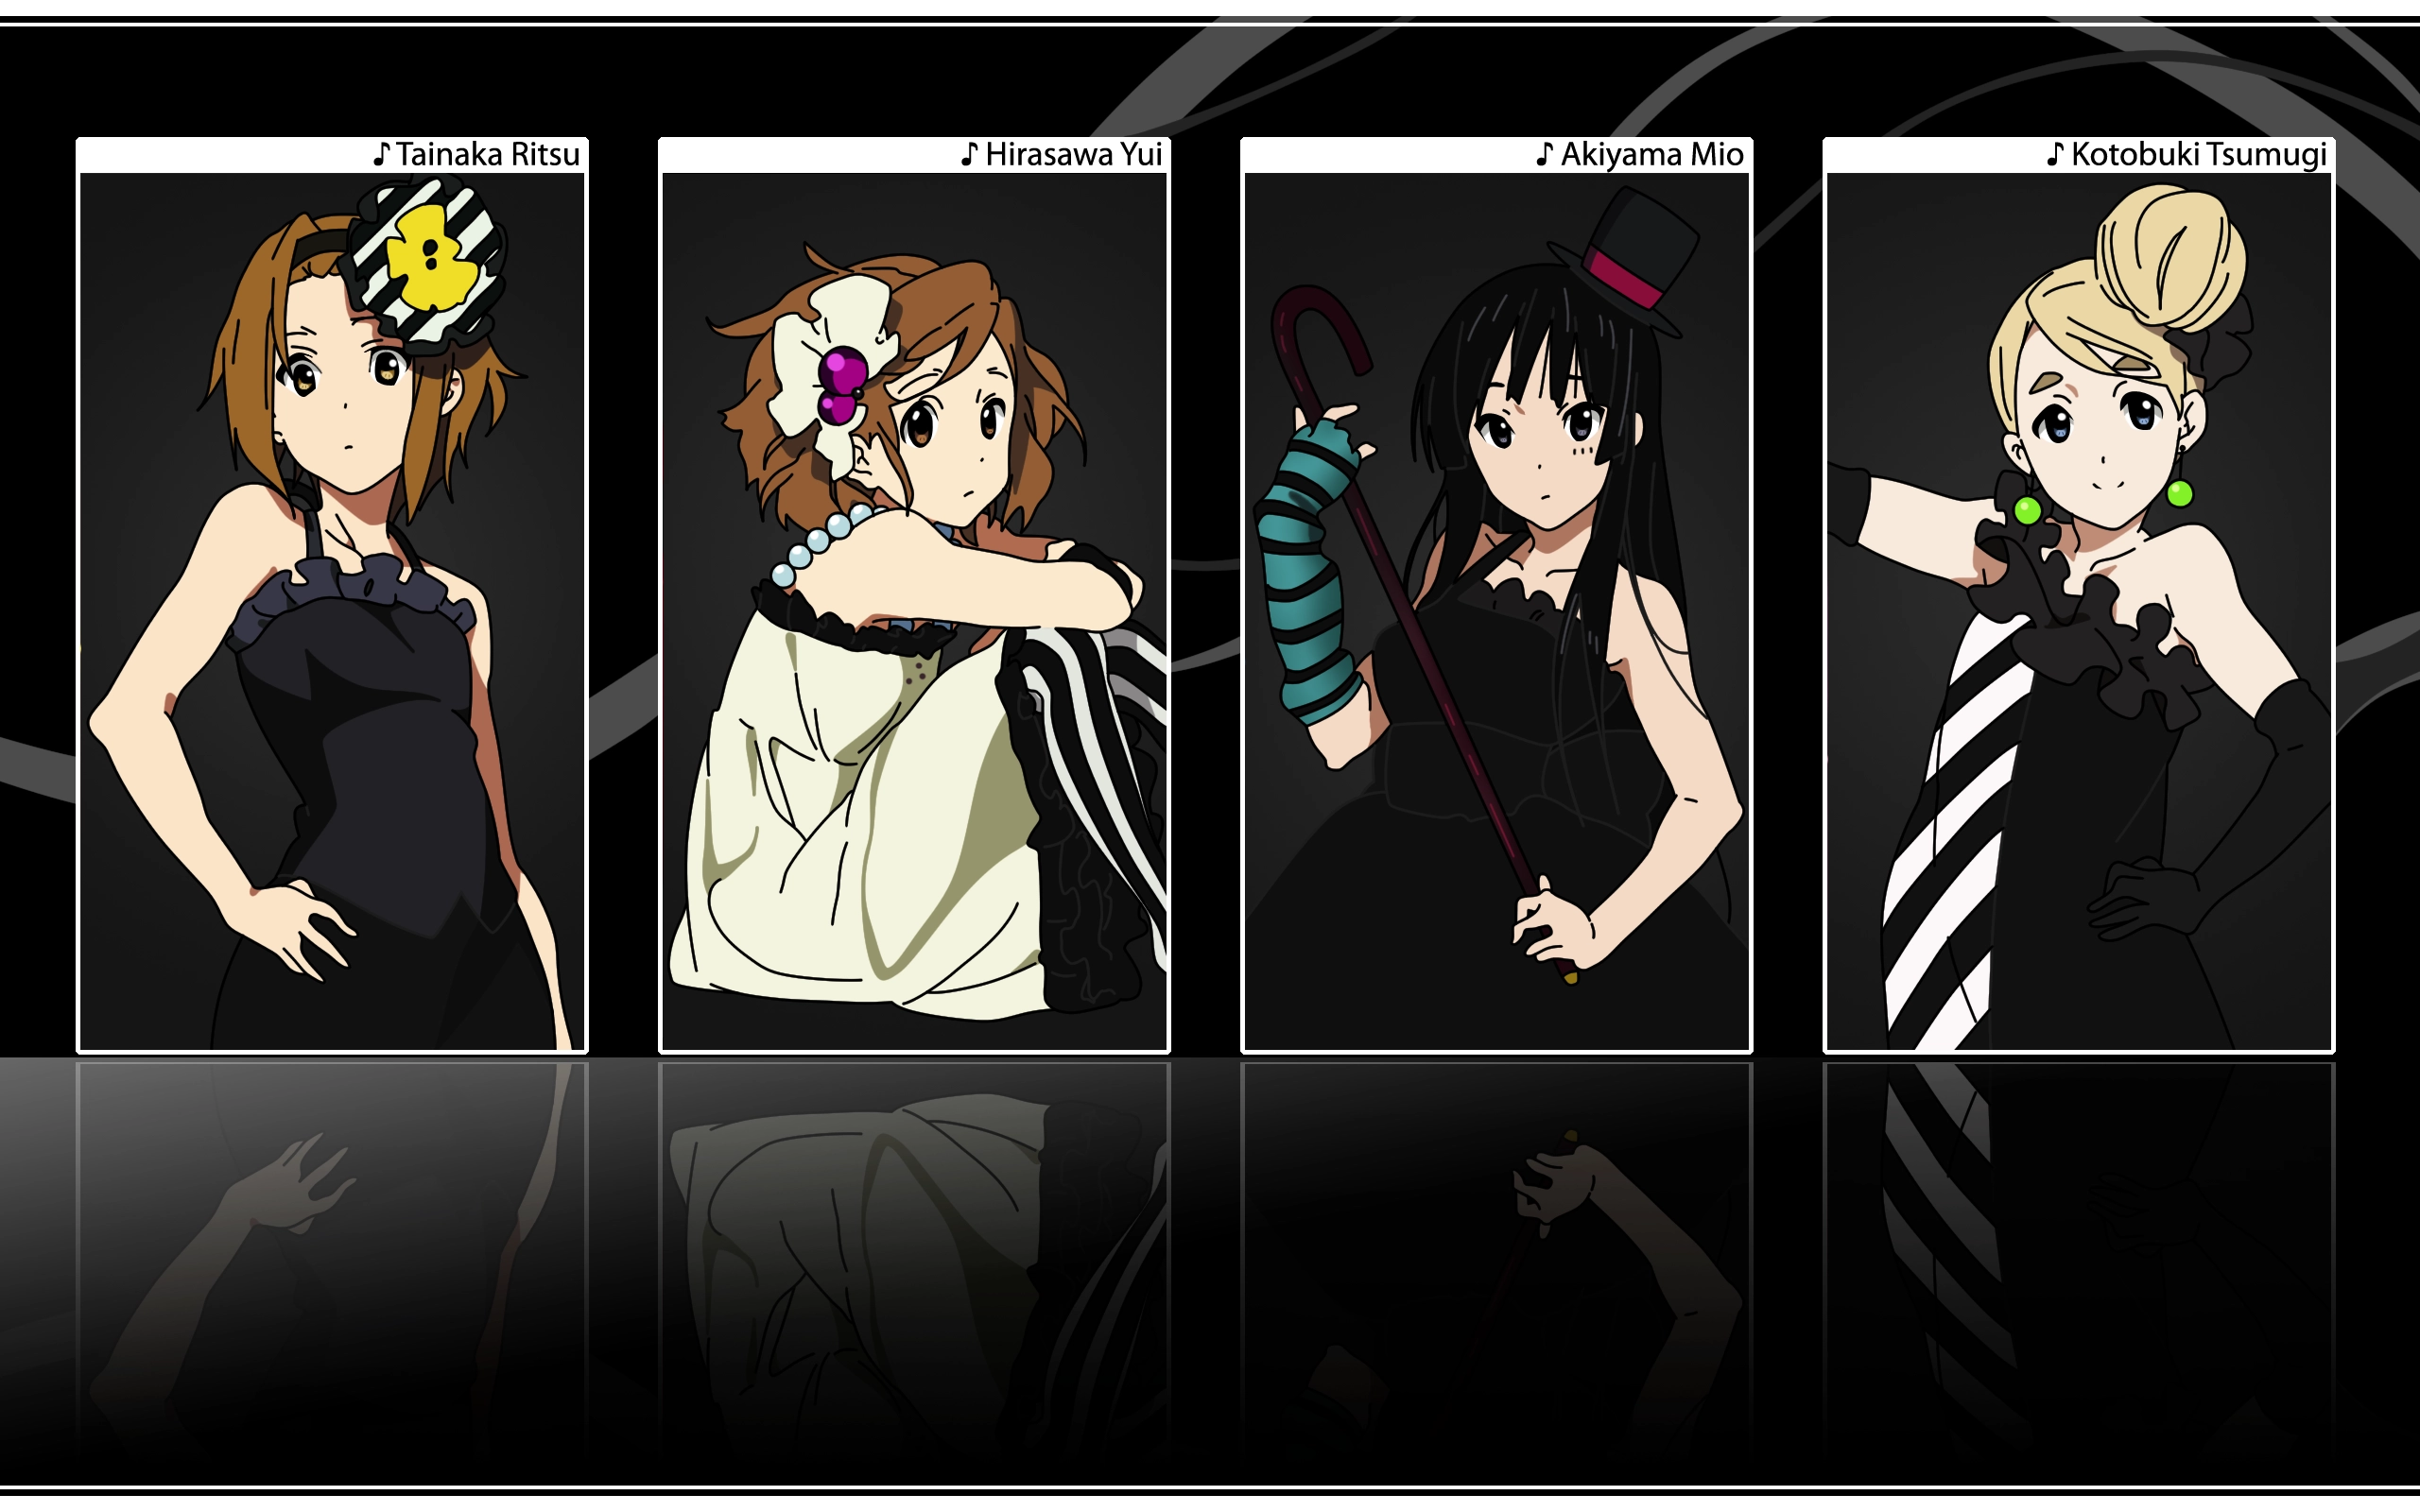 ♪ Tainaka Ritsu
♪ Hirasawa Yui
♪ Akiyama Mio
♪ Kotobuki Tsumugi